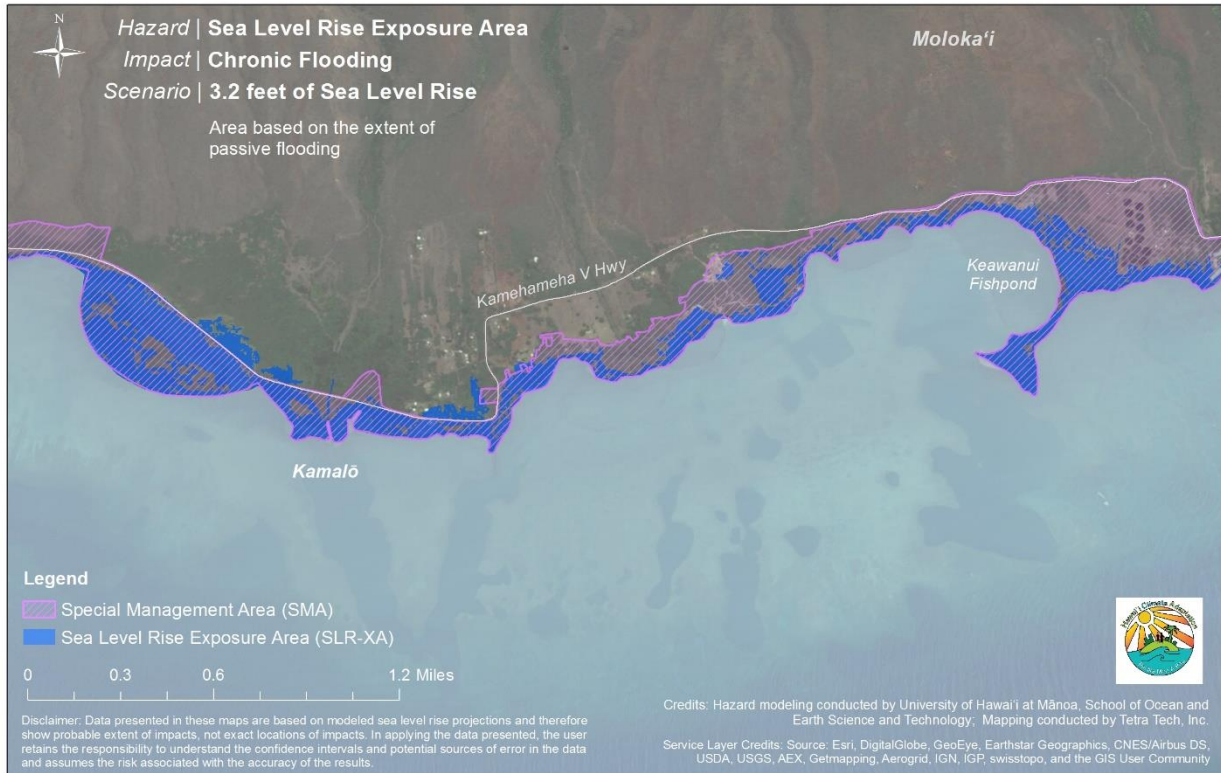 N
Hazard | Sea Level Rise Exposure Area
Impact | Chronic Flooding
Scenario | 3.2 feet of Sea Level Rise
Area based on the extent of
passive flooding
Molokaʻi
Kamehameha V Hwy
Keawanui
Fishpond
Kamalō
Legend
Special Management Area (SMA)
Sea Level Rise Exposure Area (SLR-XA)
0 0.3 0.6 1.2 Miles
Disclaimer: Data presented in these maps are based on modeled sea level rise projections and therefore
show probable extent of impacts, not exact locations of impacts. In applying the data presented, the user
retains the responsibility to understand the confidence intervals and potential sources of error in the data
and assumes the risk associated with the accuracy of the results.
Hawaiʻi Climate Adaptation
Credits: Hazard modeling conducted by University of Hawaiʻi at Mānoa, School of Ocean and
Earth Science and Technology; Mapping conducted by Tetra Tech, Inc.
Service Layer Credits: Source: Esri, DigitalGlobe, GeoEye, Earthstar Geographics, CNES/Airbus DS,
USDA, USGS, AEX, Getmapping, Aerogrid, IGN, IGP, swisstopo, and the GIS User Community